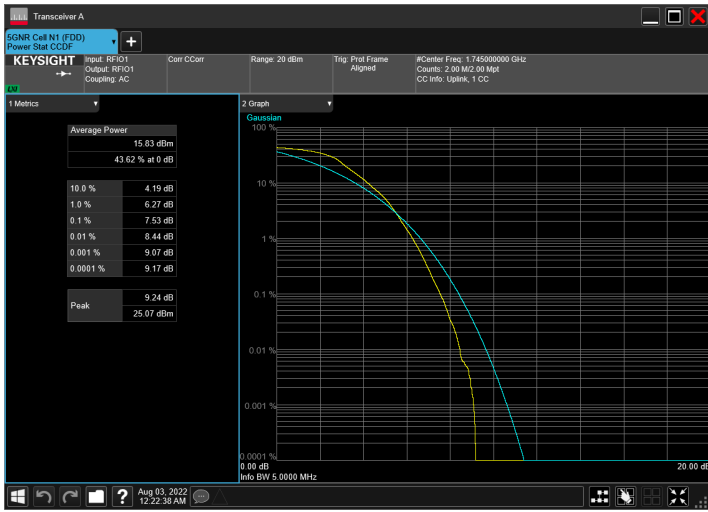 Transceiver A
5GNR Cell N1 (FDD)
Power Stat CCDF
KEYSIGHT
LXI
Input: RFIO1
Output: RFIO1
Coupling: AC
Corr CCorr
Range: 20 dBm
Trig: Prot Frame
Aligned
#Center Freq: 1.745000000 GHz
Counts: 2.00 M/2.00 Mpt
CC Info: Uplink, 1 CC
1 Metrics
Average Power
15.83 dBm
43.62 % at 0 dB
10.0 % 4.19 dB
1.0 % 6.27 dB
0.1 % 7.53 dB
0.01 % 8.44 dB
0.001 % 9.07 dB
0.0001 % 9.17 dB
Peak 9.24 dB
25.07 dBm
2 Graph
Gaussian
100 %
10 %
1 %
0.1 %
0.01 %
0.001 %
0.0001 %
0.00 dB
20.00 dB
Info BW 5.0000 MHz
?
Aug 03, 2022
12:22:38 AM